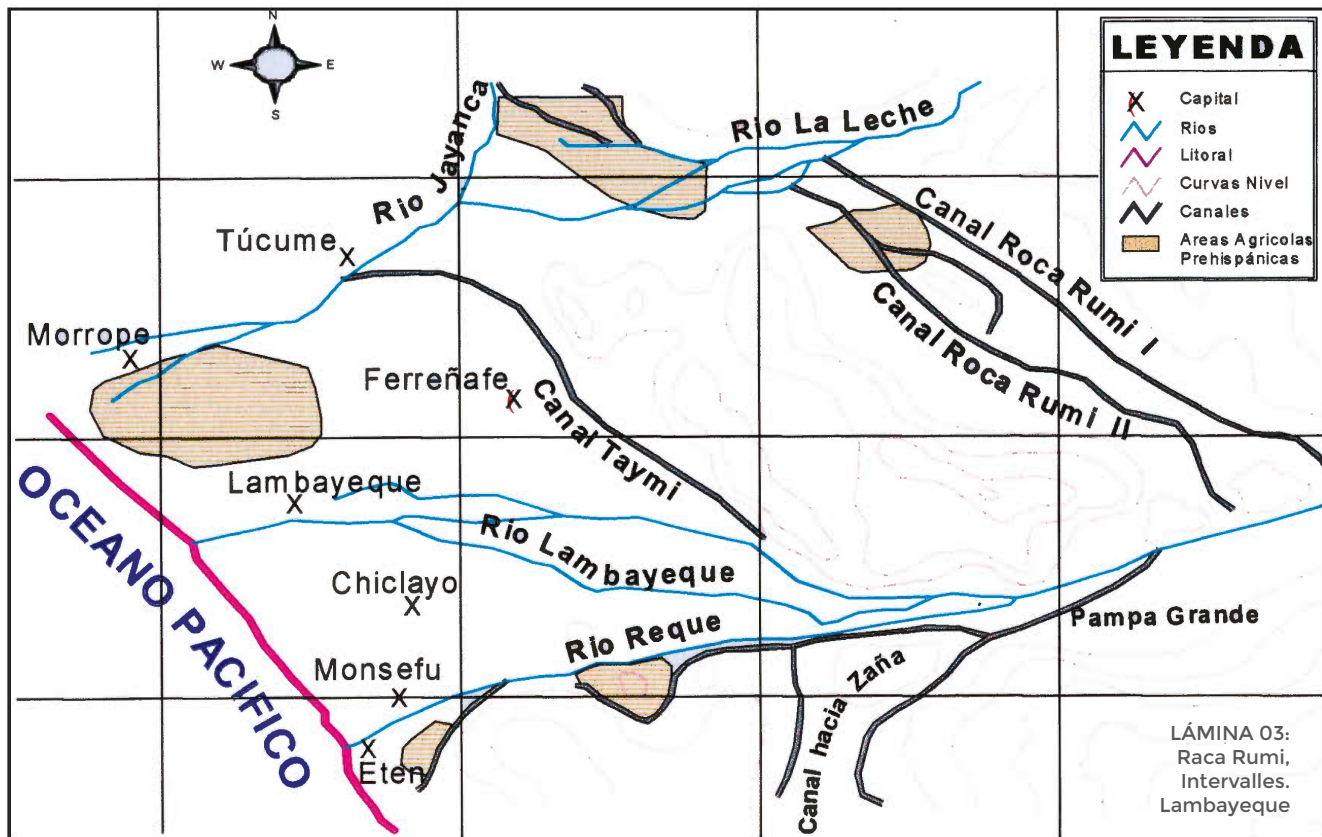 N
W E
S
LEYENDA
Capital
Rios
Litoral
Curvas Nivel
Canales
Areas Agricolas
Prehispánicas
Rio Jayanca
Rio La Leche
Túcume
Canal Roca Rumi I
Canal Roca Rumi II
Morrope
Ferreñafe
Canal Taymi
Lambayeque
OCEANO PACIFICO
Rio Lambayeque
Chiclayo
Rio Reque
Pampa Grande
Monsefu
Canal hacia Zaña
Eten
LÁMINA 03:
Raca Rumi,
Intervalles.
Lambayeque